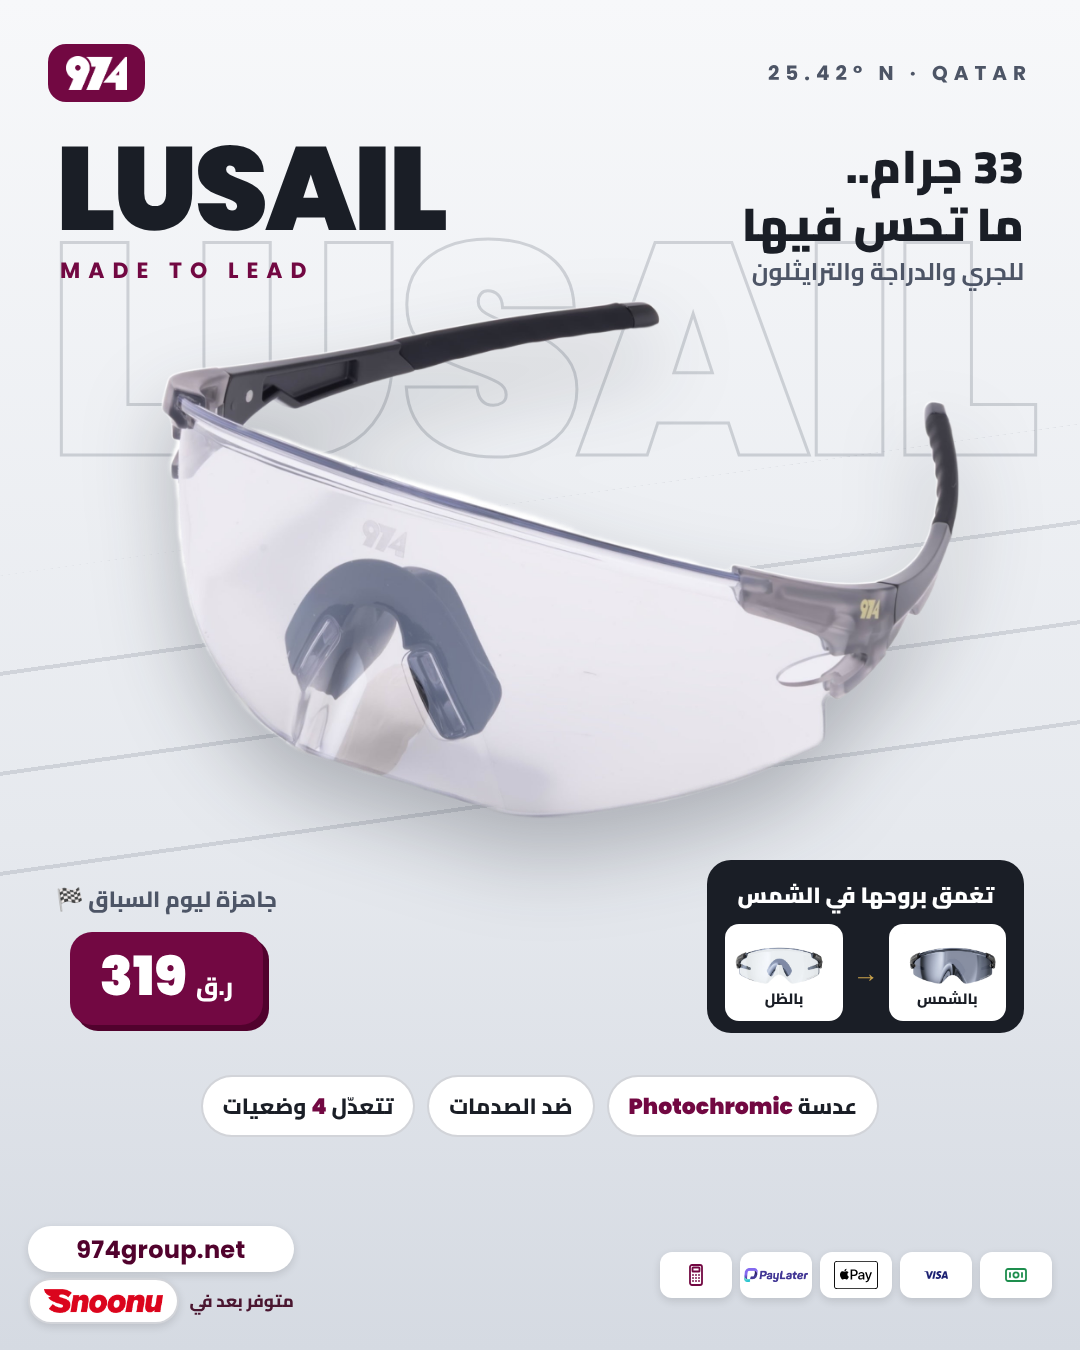 974
25.42° N · QATAR
LUSAIL
MADE TO LEAD
33 جرام..
ما تحس فيها
للجري والدراجة والترايثلون
LUSAIL
974
974
جاهزة ليوم السباق
319 ر.ق
تغمق بروحها في الشمس
بالظل
→
بالشمس
عدسة Photochromic
ضد الصدمات
تتعدّل 4 وضعيات
974group.net
متوفر بعد في
Snoonu
PayLater
Pay
VISA